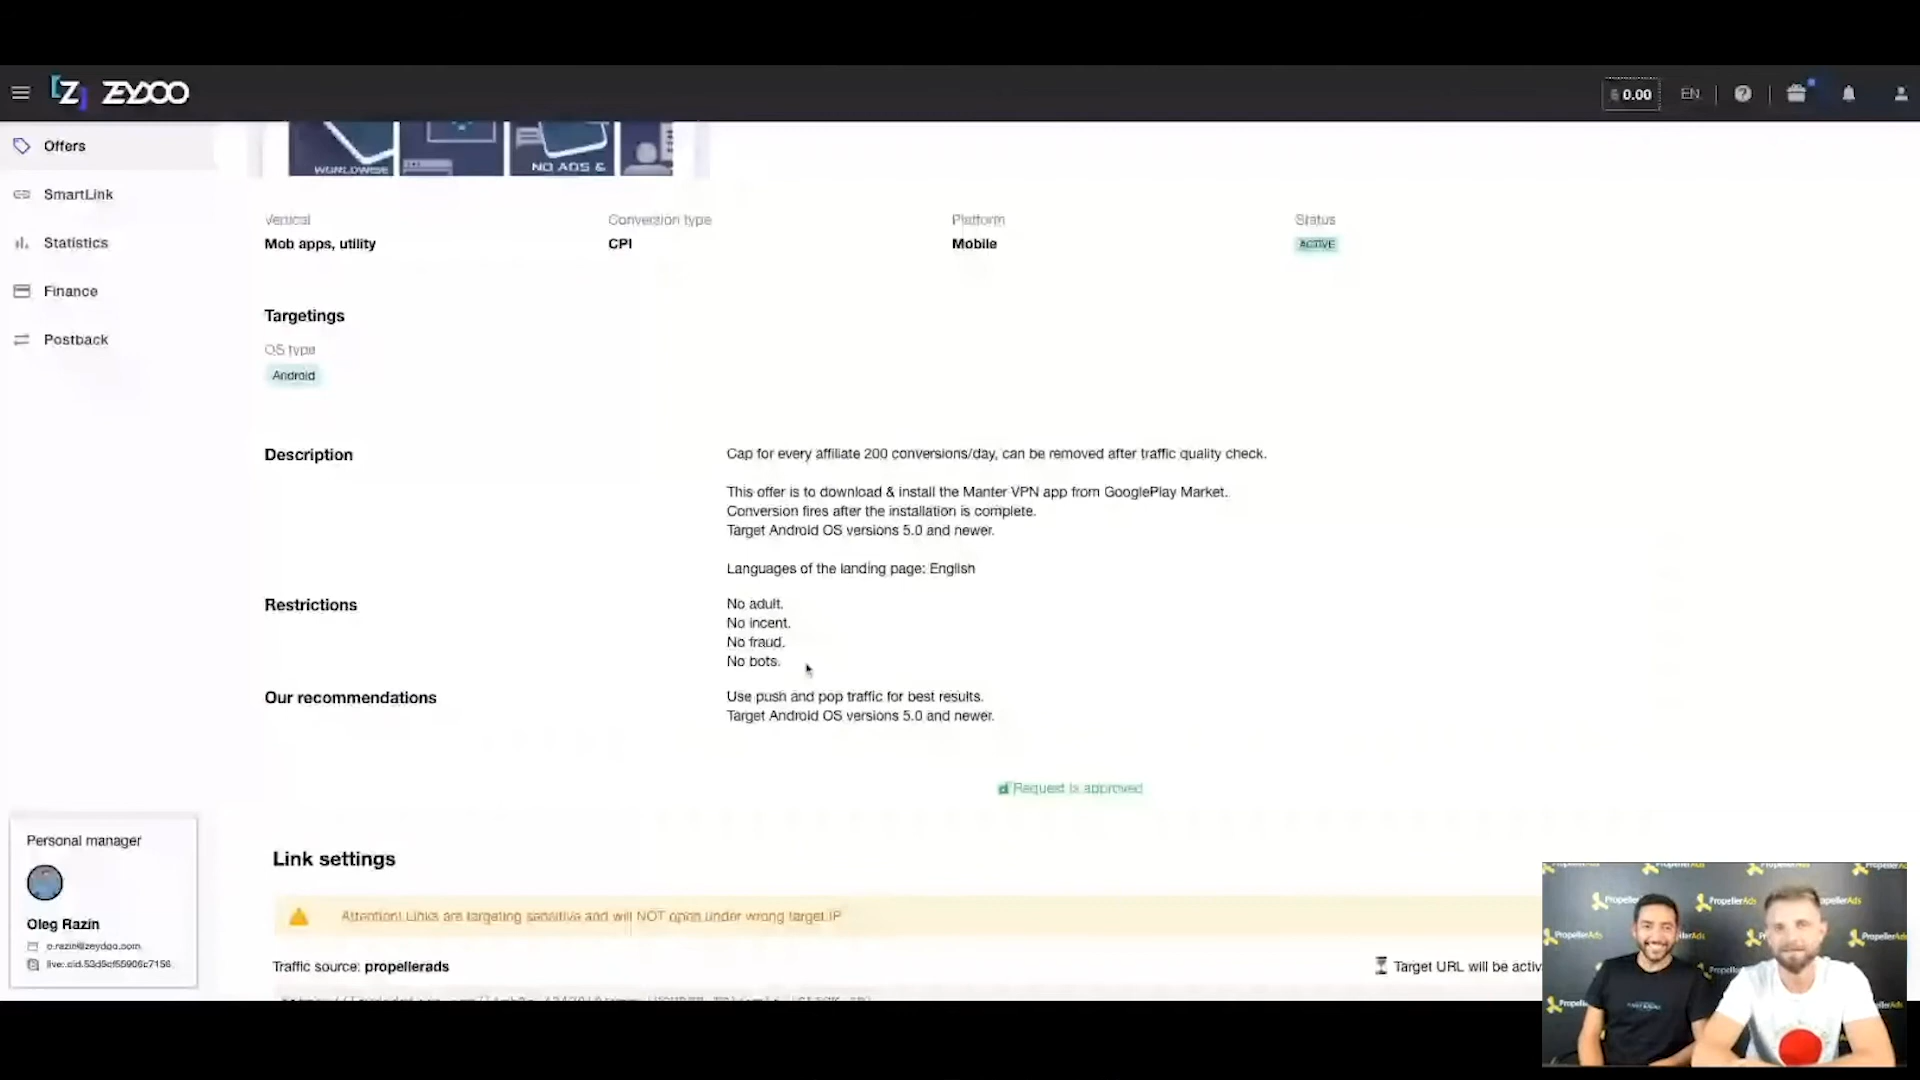 [Z] ZEYDOO
0.00
EN
Offers
SmartLink
Statistics
Finance
Postback
WORLDWIDE
NO ADS &
Vertical
Conversion type
Platform
Status
Mob apps, utility
CPI
Mobile
ACTIVE
Targetings
OS type
Android
Description
Cap for every affiliate 200 conversions/day, can be removed after traffic quality check.
This offer is to download & install the Manter VPN app from GooglePlay Market.
Conversion fires after the installation is complete.
Target Android OS versions 5.0 and newer.
Languages of the landing page: English
Restrictions
No adult.
No incent.
No fraud.
No bots.
Our recommendations
Use push and pop traffic for best results.
Target Android OS versions 5.0 and newer.
Request is approved
Personal manager
Oleg Razin
o.razin@zeydoo.com
Link settings
Attention! Links are targeting sensitive and will NOT open under wrong target IP
Traffic source: propellerads
Target URL will be activ
PropellerAds